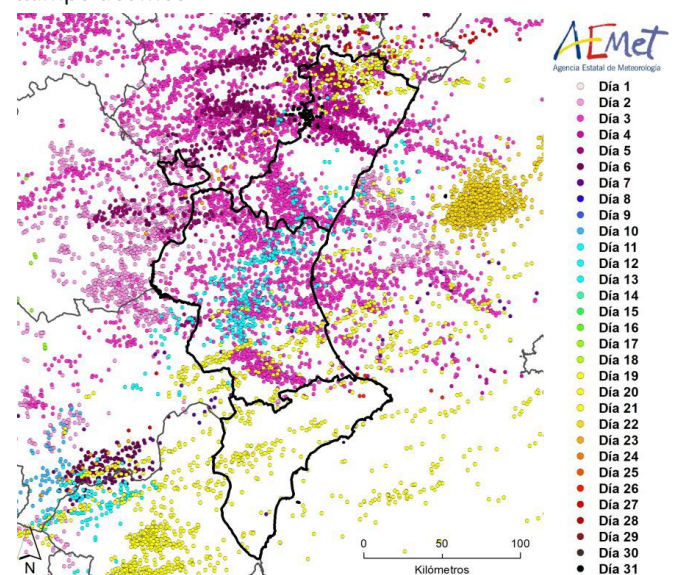 AEMet
Agencia Estatal de Meteorología
Día 1
Día 2
Día 3
Día 4
Día 5
Día 6
Día 7
Día 8
Día 9
Día 10
Día 11
Día 12
Día 13
Día 14
Día 15
Día 16
Día 17
Día 18
Día 19
Día 20
Día 21
Día 22
Día 23
Día 24
Día 25
Día 26
Día 27
Día 28
Día 29
Día 30
Día 31
N
0 50 100
Kilómetros